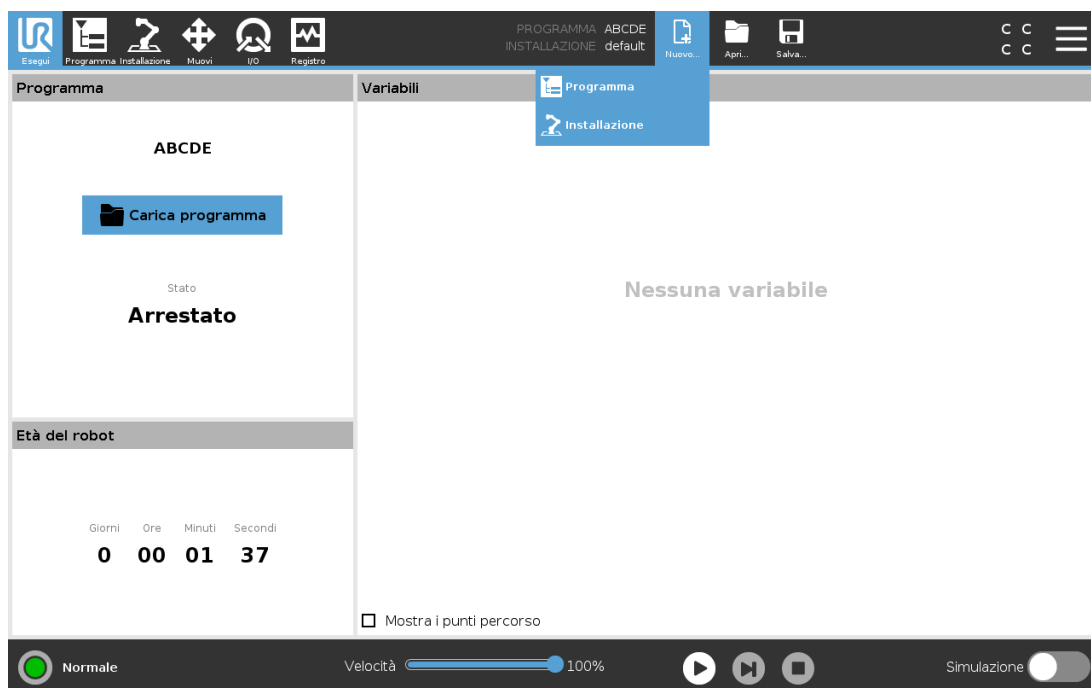 Esegui Programma Installazione Muovi I/O Registro
PROGRAMMA ABCDE
INSTALLAZIONE default
Nuovo... Apri... Salva...
C C
C C
Programma
Variabili
Programma
Installazione
ABCDE
Carica programma
Stato
Arrestato
Nessuna variabile
Età del robot
Giorni Ore Minuti Secondi
0 00 01 37
Mostra i punti percorso
Normale
Velocità 100%
Simulazione